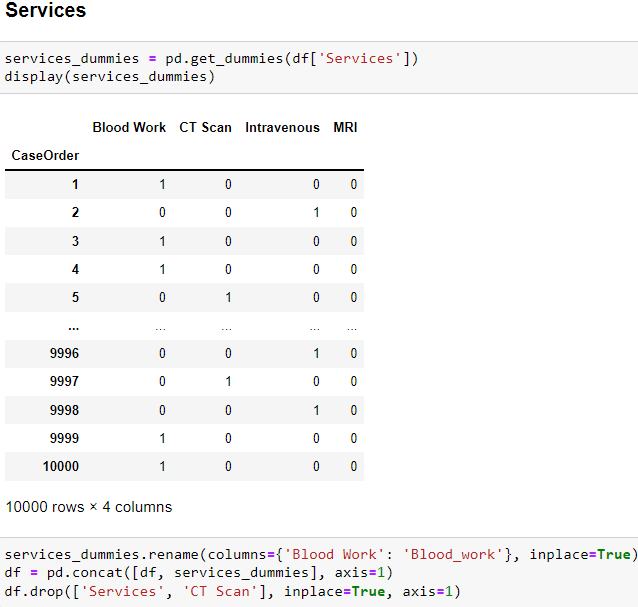 Services
services_dummies = pd.get_dummies(df['Services'])
display(services_dummies)
Blood Work CT Scan Intravenous MRI
CaseOrder
1 1 0 0 0
2 0 0 1 0
3 1 0 0 0
4 1 0 0 0
5 0 1 0 0
... ... ... ... ...
9996 0 0 1 0
9997 0 1 0 0
9998 0 0 1 0
9999 1 0 0 0
10000 1 0 0 0
10000 rows × 4 columns
services_dummies.rename(columns={'Blood Work': 'Blood_work'}, inplace=True)
df = pd.concat([df, services_dummies], axis=1)
df.drop(['Services', 'CT Scan'], inplace=True, axis=1)